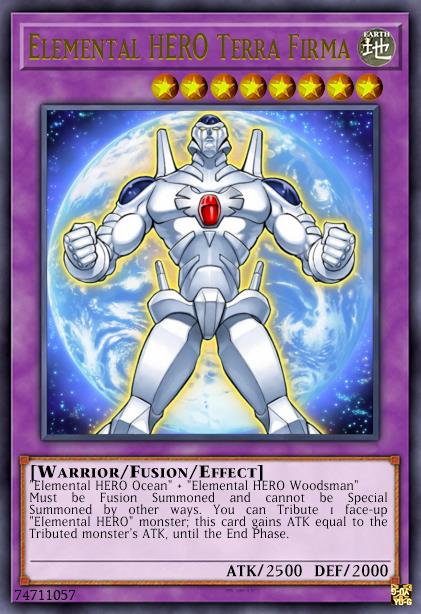 Elemental HERO Terra Firma
EARTH
地
[Warrior/Fusion/Effect]
"Elemental HERO Ocean" + "Elemental HERO Woodsman"
Must be Fusion Summoned and cannot be Special
Summoned by other ways. You can Tribute 1 face-up
"Elemental HERO" monster; this card gains ATK equal to the
Tributed monster's ATK, until the End Phase.
ATK/2500 DEF/2000
74711057